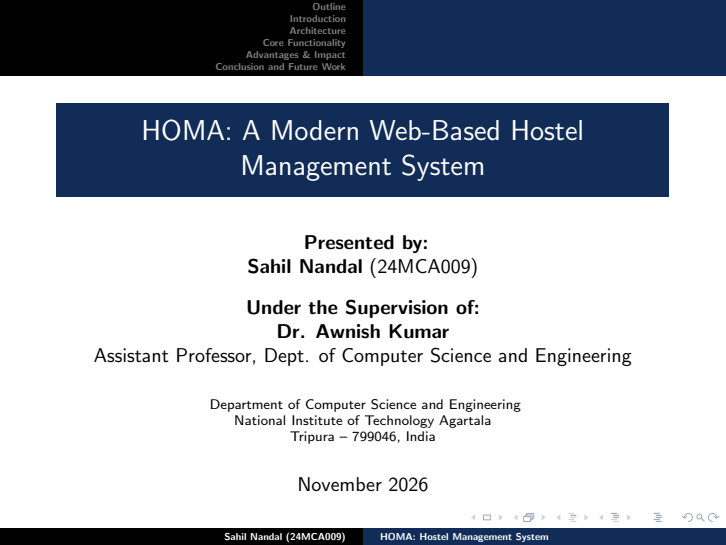 Outline
Introduction
Architecture
Core Functionality
Advantages & Impact
Conclusion and Future Work
HOMA: A Modern Web-Based Hostel
Management System
Presented by:
Sahil Nandal (24MCA009)
Under the Supervision of:
Dr. Awnish Kumar
Assistant Professor, Dept. of Computer Science and Engineering
Department of Computer Science and Engineering
National Institute of Technology Agartala
Tripura – 799046, India
November 2026
Sahil Nandal (24MCA009) HOMA: Hostel Management System